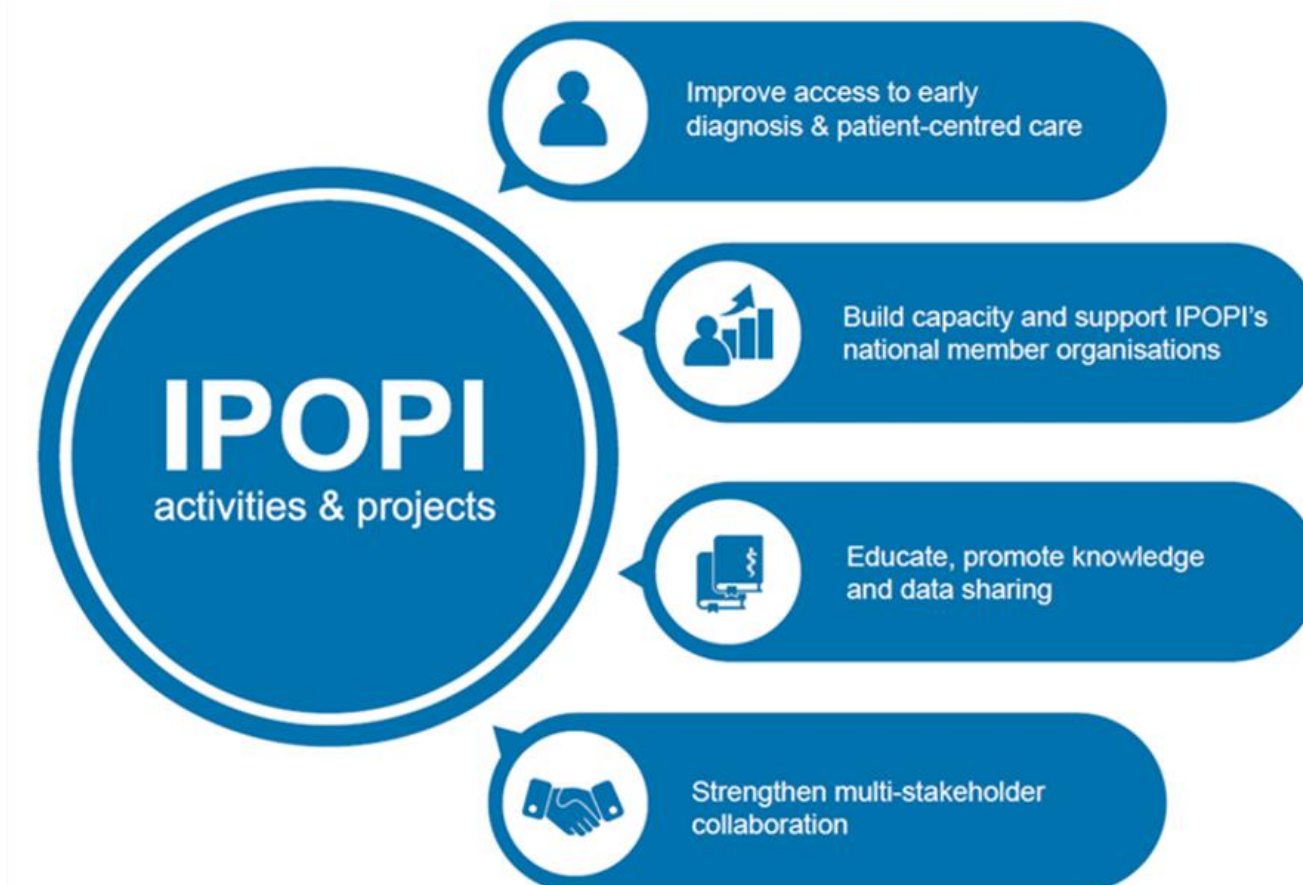 Improve access to early
diagnosis & patient-centred care
Build capacity and support IPOPI’s
national member organisations
IPOPI
activities & projects
Educate, promote knowledge
and data sharing
Strengthen multi-stakeholder
collaboration